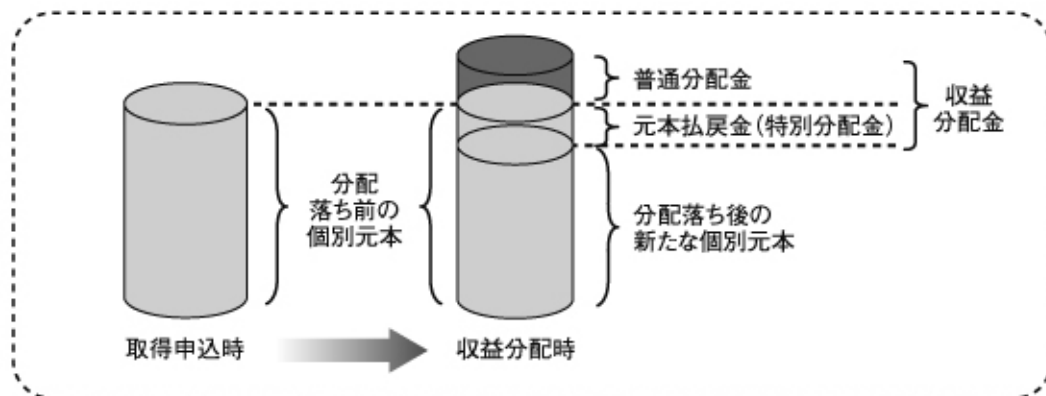 普通分配金
元本払戻金(特別分配金)
収益
分配金
分配
落ち前の
個別元本
分配落ち後の
新たな個別元本
取得申込時
収益分配時